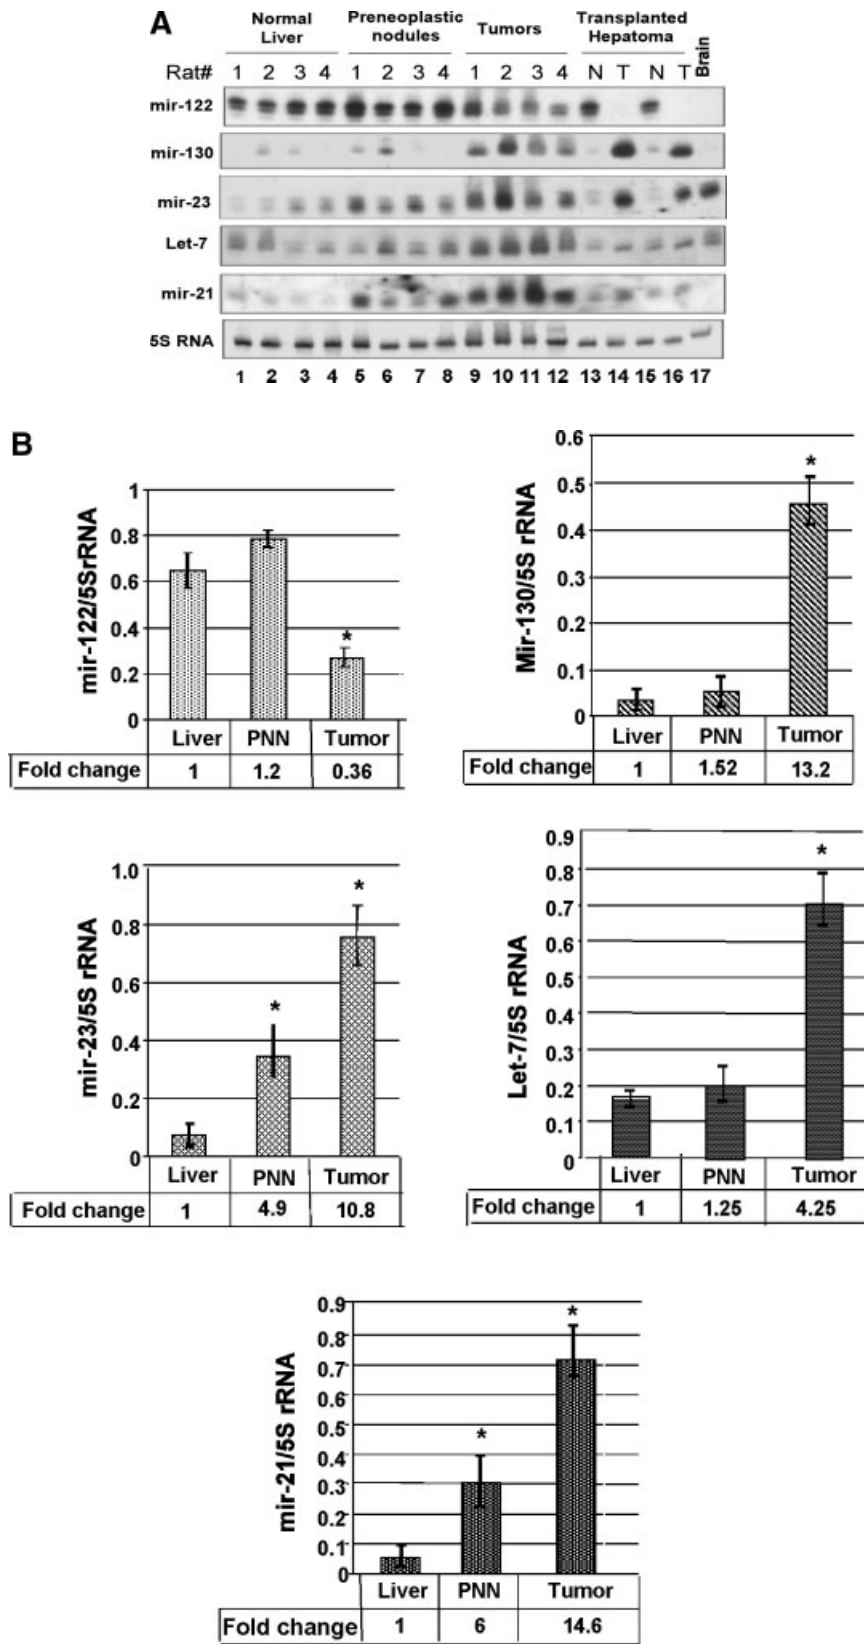 A
Normal Liver
Preneoplastic nodules
Tumors
Transplanted Hepatoma
Brain
Rat# 1 2 3 4 1 2 3 4 1 2 3 4 N T N T
mir-122
mir-130
mir-23
Let-7
mir-21
5S RNA
1 2 3 4 5 6 7 8 9 10 11 12 13 14 15 16 17
B
mir-122/5SrRNA
1
0.8
0.6
0.4
0.2
0
*
Liver PNN Tumor
Fold change 1 1.2 0.36
Mir-130/5S rRNA
0.6
0.5
0.4
0.3
0.2
0.1
0
*
Liver PNN Tumor
Fold change 1 1.52 13.2
mir-23/5S rRNA
1.0
0.8
0.6
0.4
0.2
0
* *
Liver PNN Tumor
Fold change 1 4.9 10.8
Let-7/5S rRNA
0.9
0.8
0.7
0.6
0.5
0.4
0.3
0.2
0.1
0
*
Liver PNN Tumor
Fold change 1 1.25 4.25
mir-21/5S rRNA
0.9
0.8
0.7
0.6
0.5
0.4
0.3
0.2
0.1
0
* *
Liver PNN Tumor
Fold change 1 6 14.6